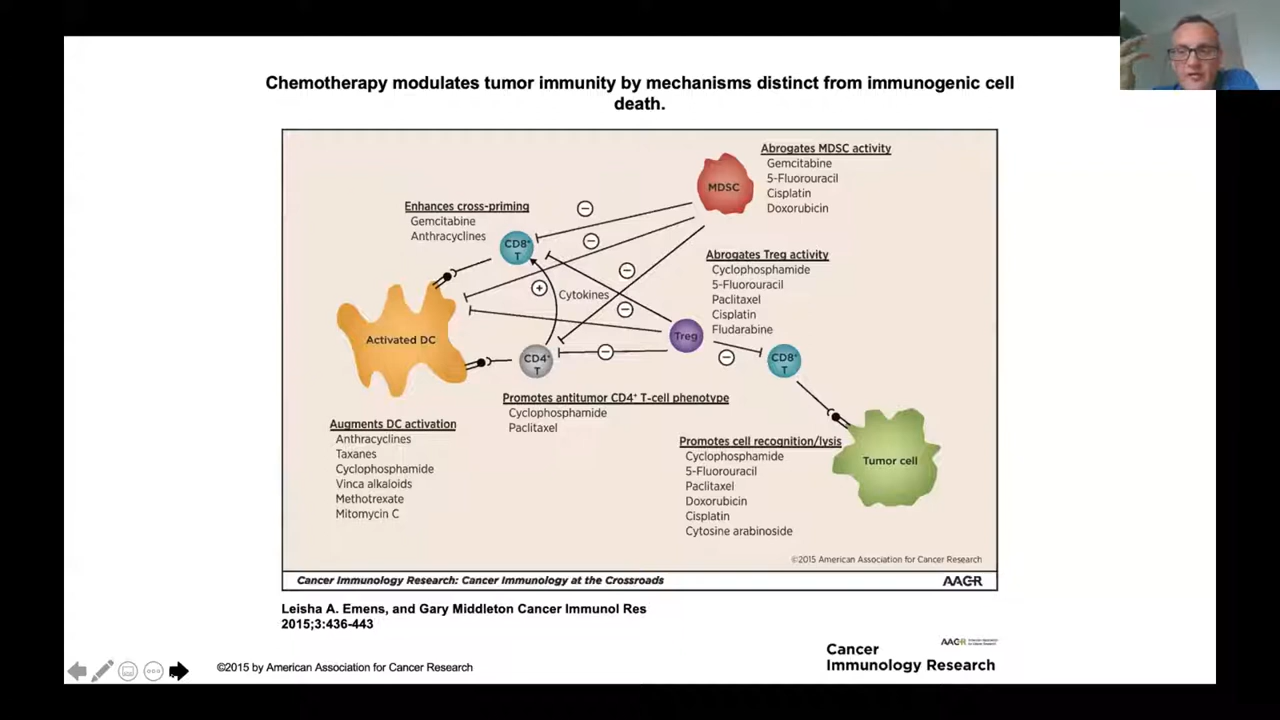 Chemotherapy modulates tumor immunity by mechanisms distinct from immunogenic cell
death.
Abrogates MDSC activity
Gemcitabine
5-Fluorouracil
Cisplatin
Doxorubicin
MDSC
Enhances cross-priming
Gemcitabine
Anthracyclines
CD8⁺
T
Abrogates Treg activity
Cyclophosphamide
5-Fluorouracil
Paclitaxel
Cisplatin
Fludarabine
Cytokines
Activated DC
Treg
CD4⁺
T
CD8⁺
T
Promotes antitumor CD4⁺ T-cell phenotype
Cyclophosphamide
Paclitaxel
Augments DC activation
Anthracyclines
Taxanes
Cyclophosphamide
Vinca alkaloids
Methotrexate
Mitomycin C
Promotes cell recognition/lysis
Cyclophosphamide
5-Fluorouracil
Paclitaxel
Doxorubicin
Cisplatin
Cytosine arabinoside
Tumor cell
©2015 American Association for Cancer Research
Cancer Immunology Research: Cancer Immunology at the Crossroads
AACR
Leisha A. Emens, and Gary Middleton Cancer Immunol Res
2015;3:436-443
©2015 by American Association for Cancer Research
AACR
Cancer
Immunology Research